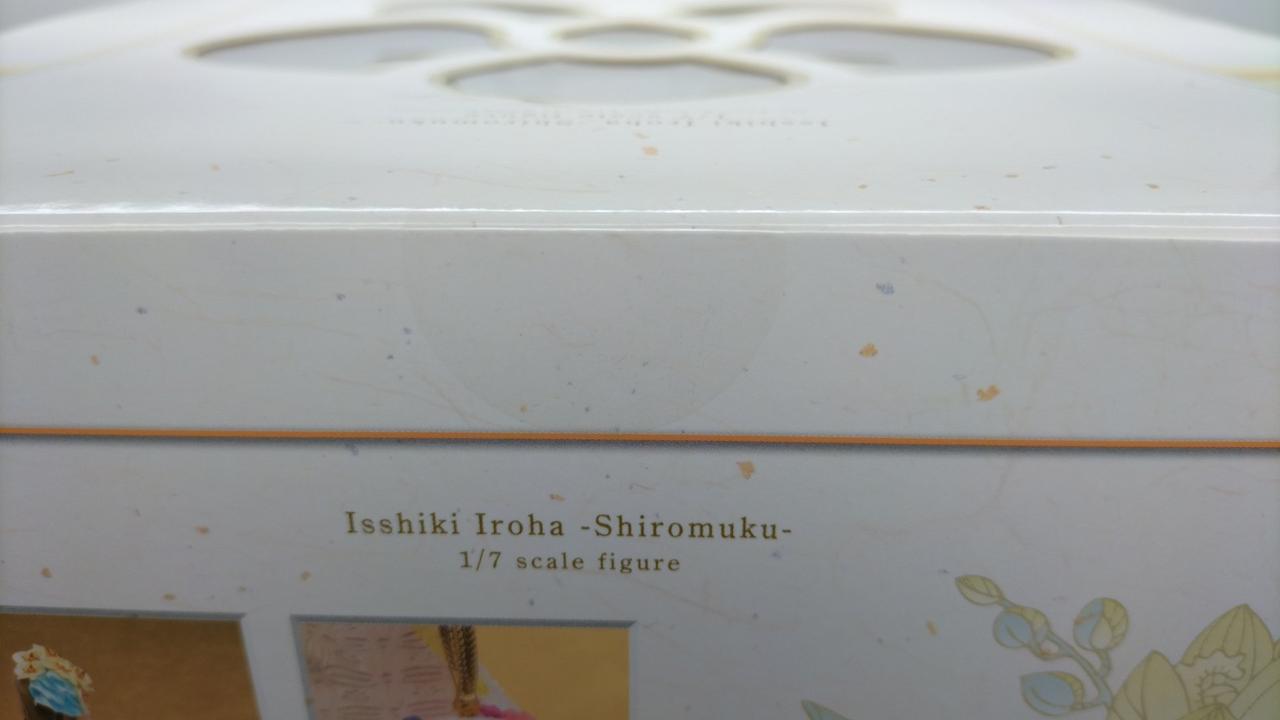 Isshiki Iroha -Shiromuku-
1/7 scale figure